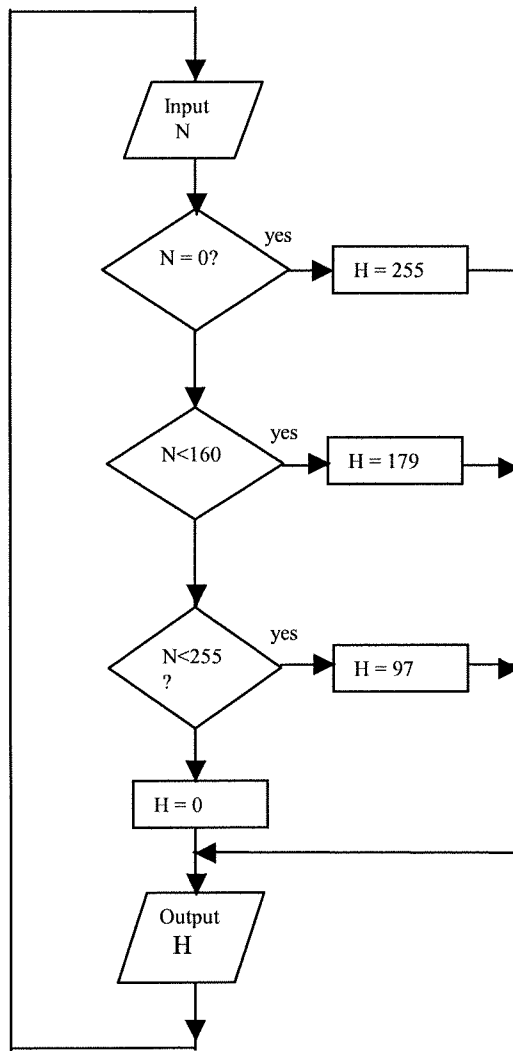 Input
N
yes
N = 0?
H = 255
yes
N<160
H = 179
yes
N<255
?
H = 97
H = 0
Output
H